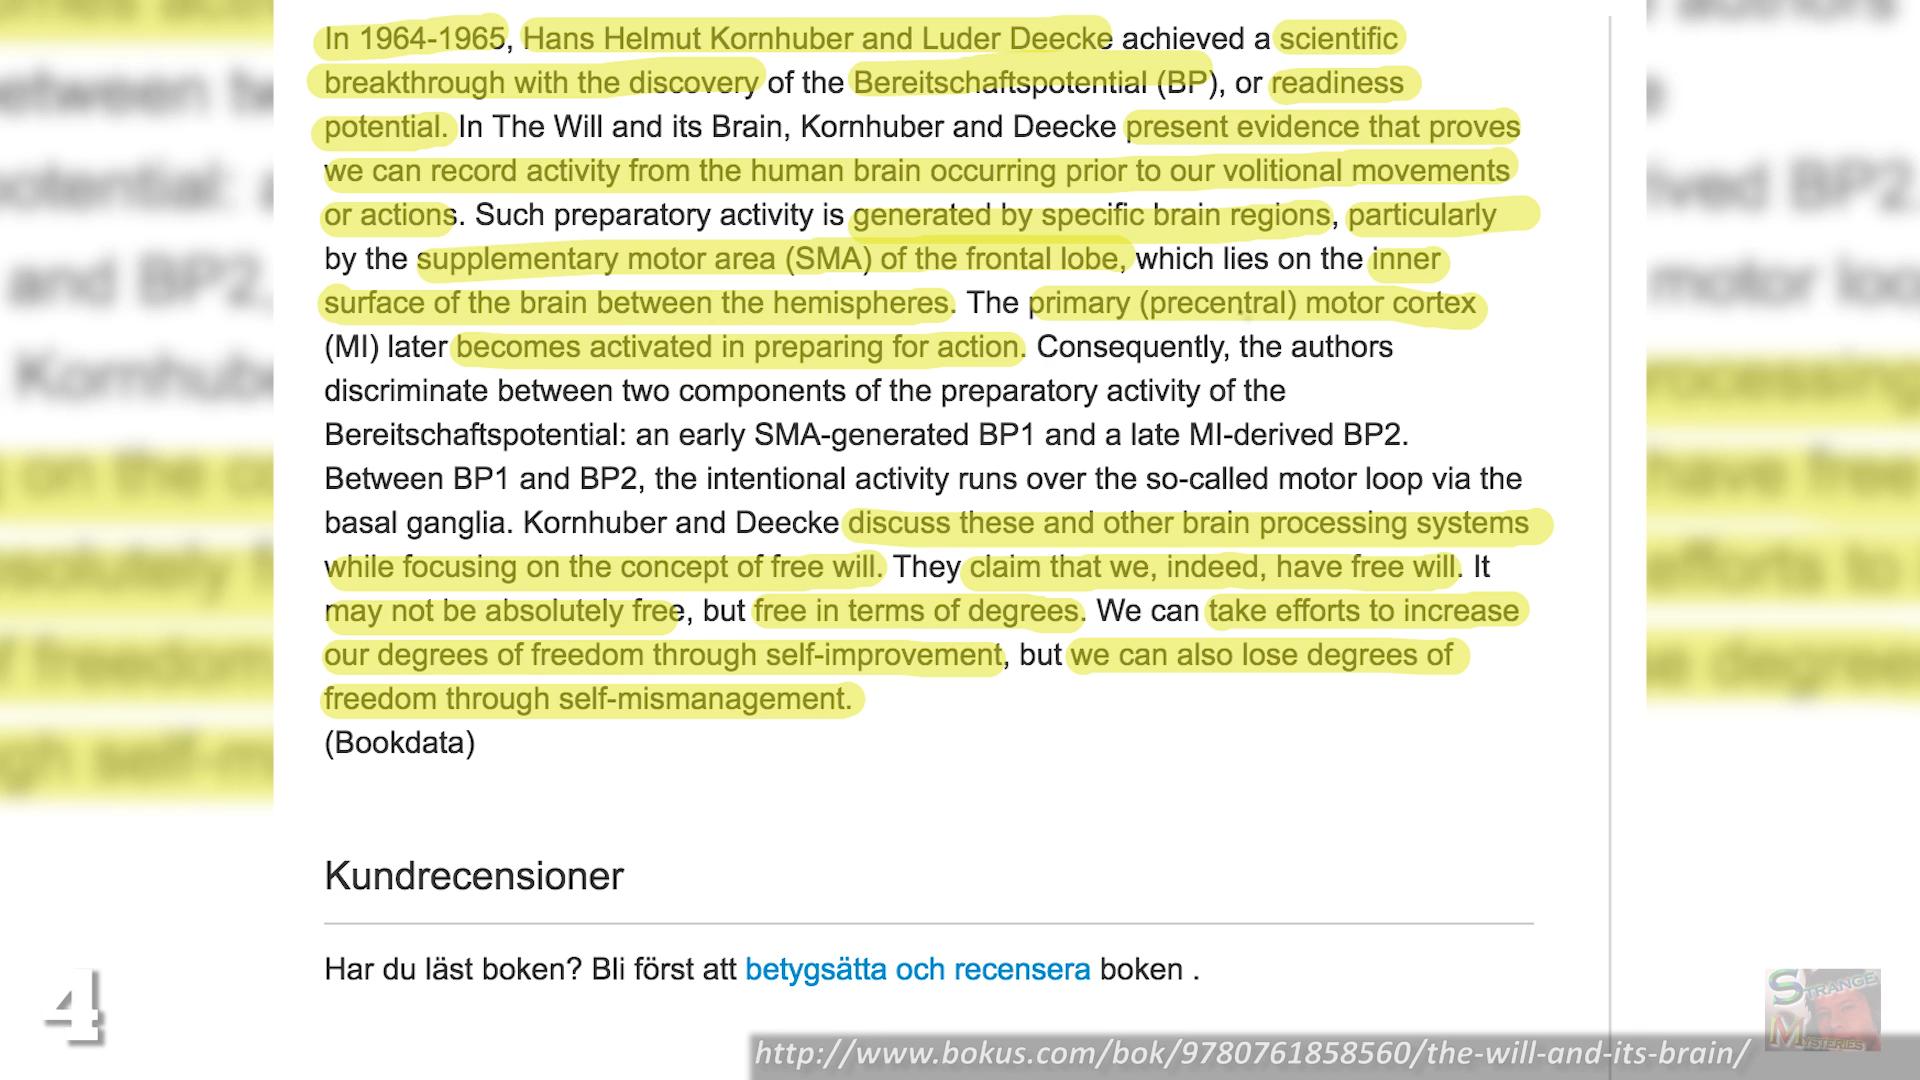 In 1964-1965, Hans Helmut Kornhuber and Luder Deecke achieved a scientific
breakthrough with the discovery of the Bereitschaftspotential (BP), or readiness
potential. In The Will and its Brain, Kornhuber and Deecke present evidence that proves
we can record activity from the human brain occurring prior to our volitional movements
or actions. Such preparatory activity is generated by specific brain regions, particularly
by the supplementary motor area (SMA) of the frontal lobe, which lies on the inner
surface of the brain between the hemispheres. The primary (precentral) motor cortex
(MI) later becomes activated in preparing for action. Consequently, the authors
discriminate between two components of the preparatory activity of the
Bereitschaftspotential: an early SMA-generated BP1 and a late MI-derived BP2.
Between BP1 and BP2, the intentional activity runs over the so-called motor loop via the
basal ganglia. Kornhuber and Deecke discuss these and other brain processing systems
while focusing on the concept of free will. They claim that we, indeed, have free will. It
may not be absolutely free, but free in terms of degrees. We can take efforts to increase
our degrees of freedom through self-improvement, but we can also lose degrees of
freedom through self-mismanagement.
(Bookdata)
Kundrecensioner
Har du läst boken? Bli först att betygsätta och recensera boken .
4
STRANGE
MYSTERIES
http://www.bokus.com/bok/9780761858560/the-will-and-its-brain/